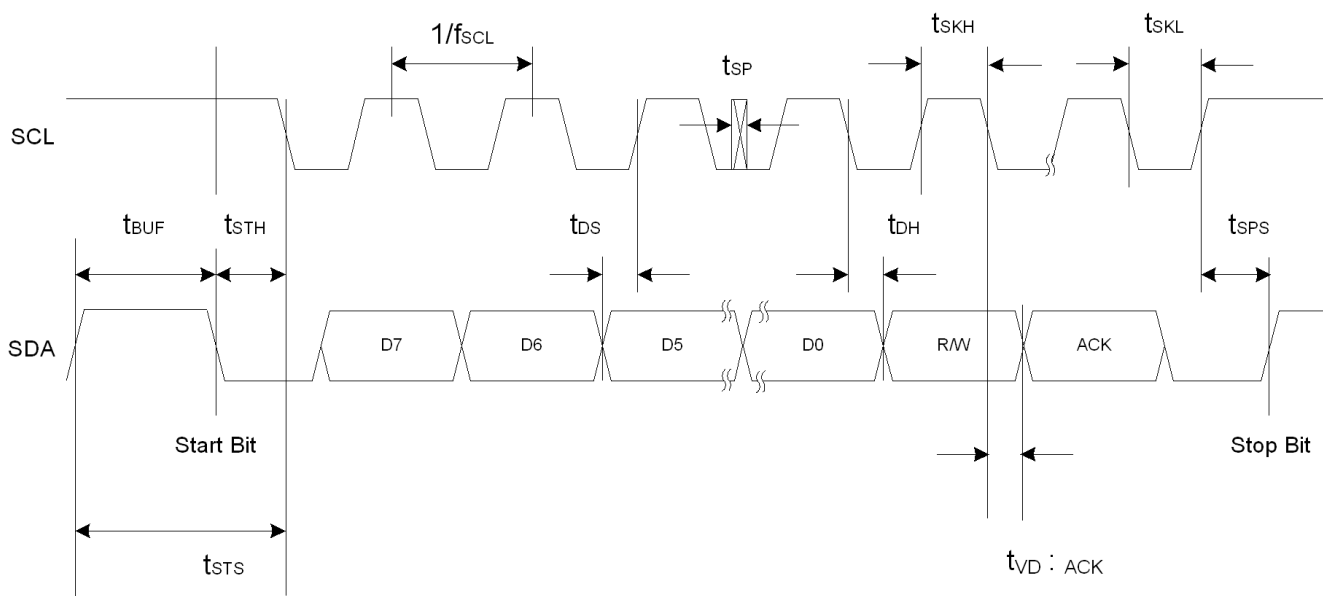 1/fSCL
tSKH
tSKL
tSP
SCL
tBUF
tSTH
tDS
tDH
tSPS
SDA
D7
D6
D5
D0
R/W
ACK
Start Bit
Stop Bit
tSTS
tVD : ACK